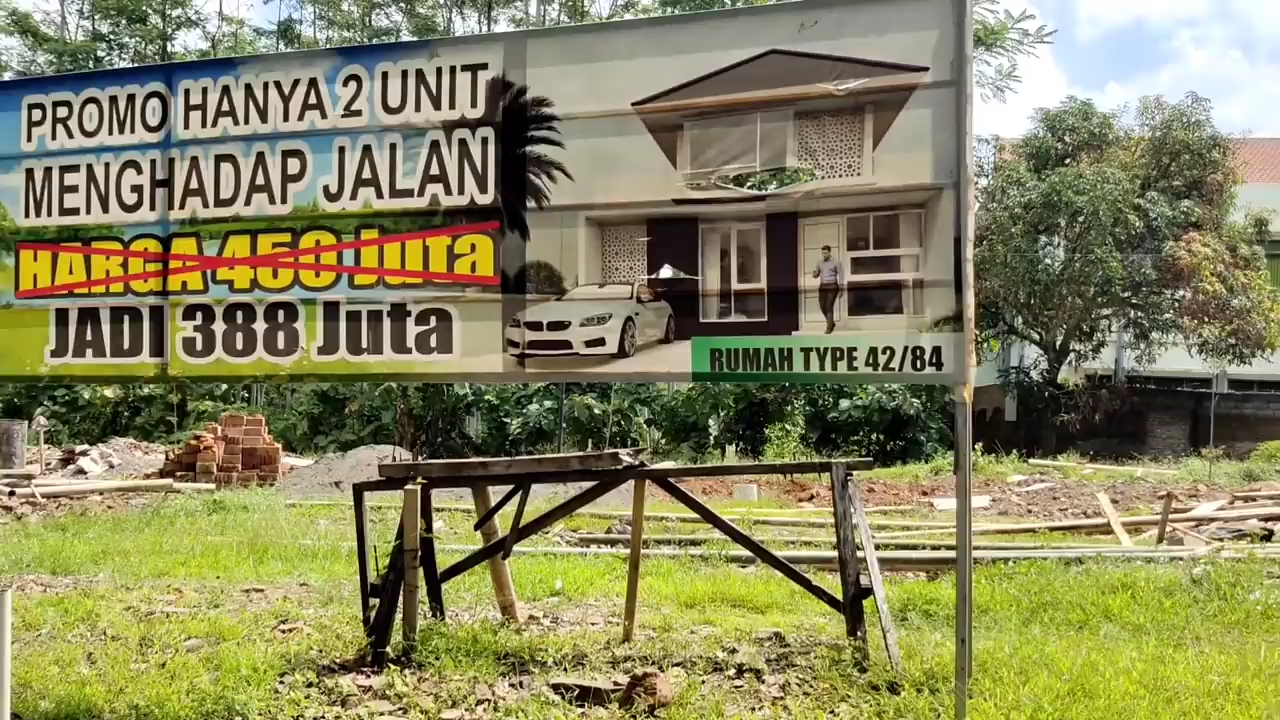 PROMO HANYA 2 UNIT
MENGHADAP JALAN
HARGA 450 Juta
JADI 388 Juta
RUMAH TYPE 42/84